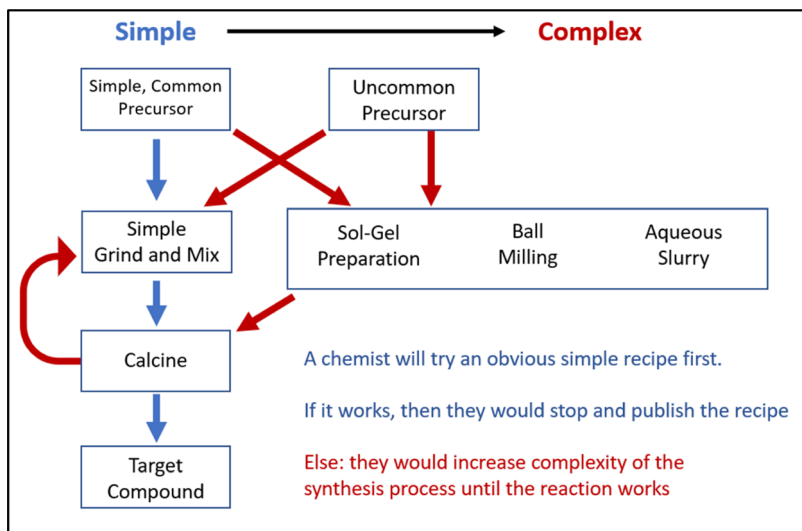 Simple
Complex
Simple, Common
Precursor
Uncommon
Precursor
Simple
Grind and Mix
Sol-Gel
Preparation
Ball
Milling
Aqueous
Slurry
Calcine
A chemist will try an obvious simple recipe first.
If it works, then they would stop and publish the recipe
Target
Compound
Else: they would increase complexity of the
synthesis process until the reaction works